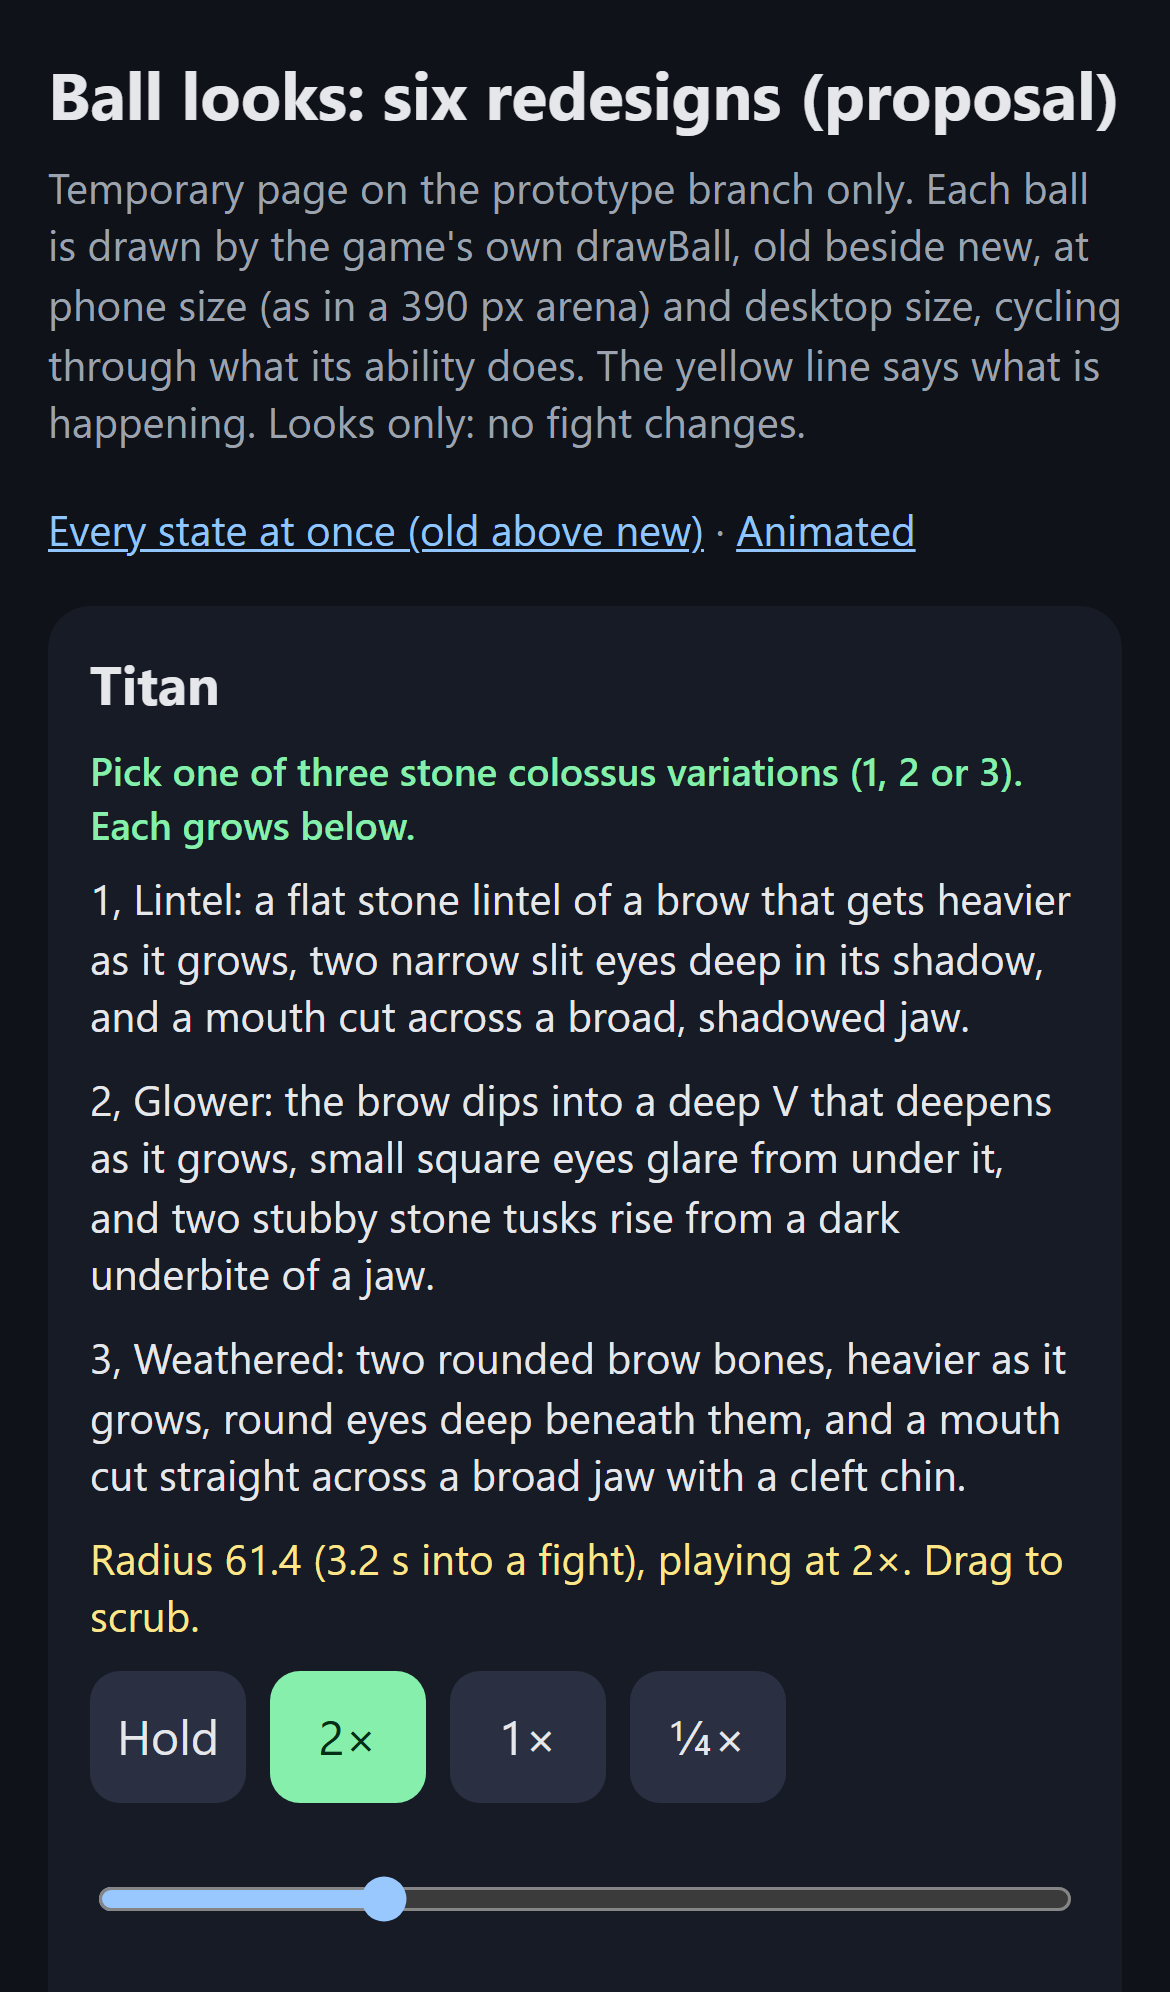 Ball looks: six redesigns (proposal)
Temporary page on the prototype branch only. Each ball
is drawn by the game's own drawBall, old beside new, at
phone size (as in a 390 px arena) and desktop size, cycling
through what its ability does. The yellow line says what is
happening. Looks only: no fight changes.
Every state at once (old above new) · Animated
Titan
Pick one of three stone colossus variations (1, 2 or 3).
Each grows below.
1, Lintel: a flat stone lintel of a brow that gets heavier
as it grows, two narrow slit eyes deep in its shadow,
and a mouth cut across a broad, shadowed jaw.
2, Glower: the brow dips into a deep V that deepens
as it grows, small square eyes glare from under it,
and two stubby stone tusks rise from a dark
underbite of a jaw.
3, Weathered: two rounded brow bones, heavier as it
grows, round eyes deep beneath them, and a mouth
cut straight across a broad jaw with a cleft chin.
Radius 61.4 (3.2 s into a fight), playing at 2×. Drag to
scrub.
Hold 2× 1× ¼×